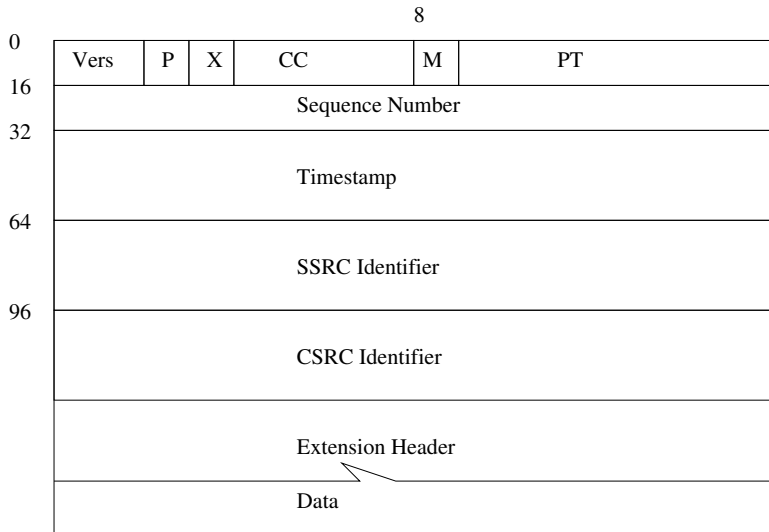 8
0
Vers P X CC M PT
16
Sequence Number
32
Timestamp
64
SSRC Identifier
96
CSRC Identifier
Extension Header
Data